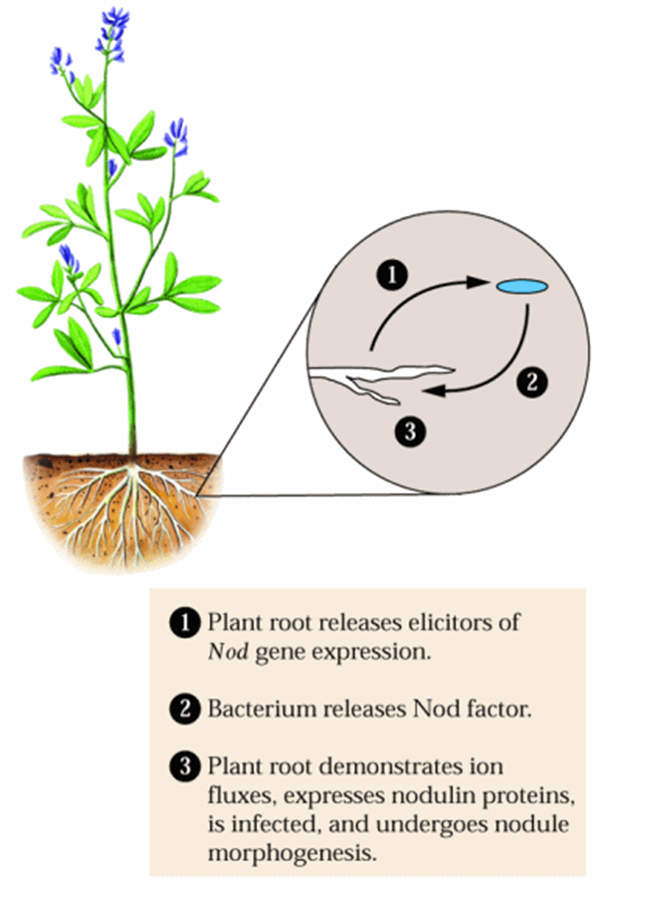 1
2
3
1 Plant root releases elicitors of
Nod gene expression.
2 Bacterium releases Nod factor.
3 Plant root demonstrates ion
fluxes, expresses nodulin proteins,
is infected, and undergoes nodule
morphogenesis.